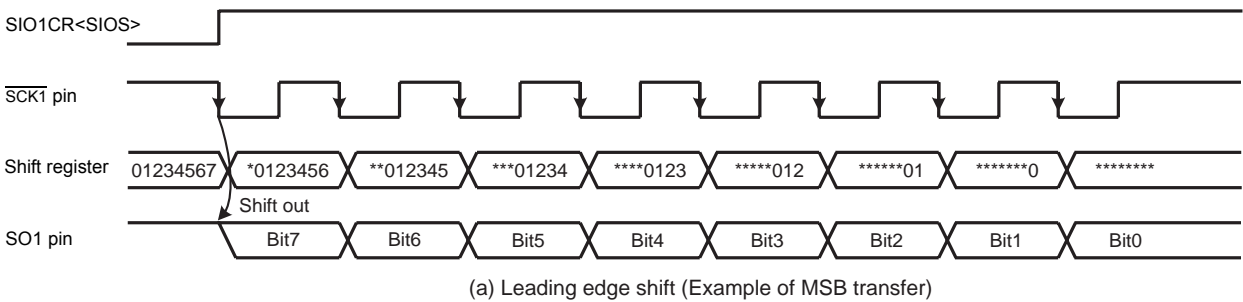 SIO1CR<SIOS>
SCK1 pin
Shift register 01234567 *0123456 **012345 ***01234 ****0123 *****012 ******01 *******0 ********
Shift out
SO1 pin Bit7 Bit6 Bit5 Bit4 Bit3 Bit2 Bit1 Bit0
(a) Leading edge shift (Example of MSB transfer)